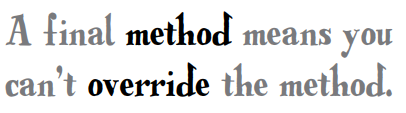 A final method means you
can't override the method.